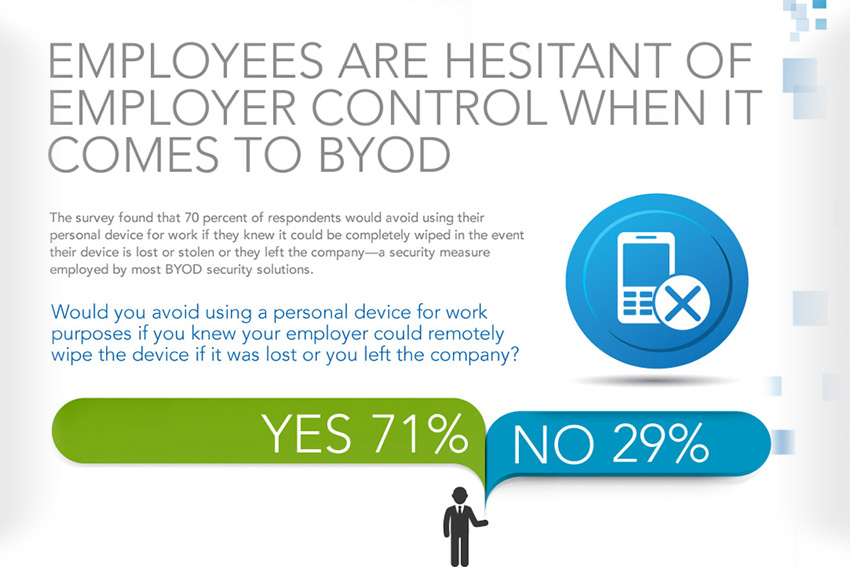 EMPLOYEES ARE HESITANT OF
EMPLOYER CONTROL WHEN IT
COMES TO BYOD
The survey found that 70 percent of respondents would avoid using their
personal device for work if they knew it could be completely wiped in the event
their device is lost or stolen or they left the company—a security measure
employed by most BYOD security solutions.
Would you avoid using a personal device for work
purposes if you knew your employer could remotely
wipe the device if it was lost or you left the company?
YES 71%
NO 29%